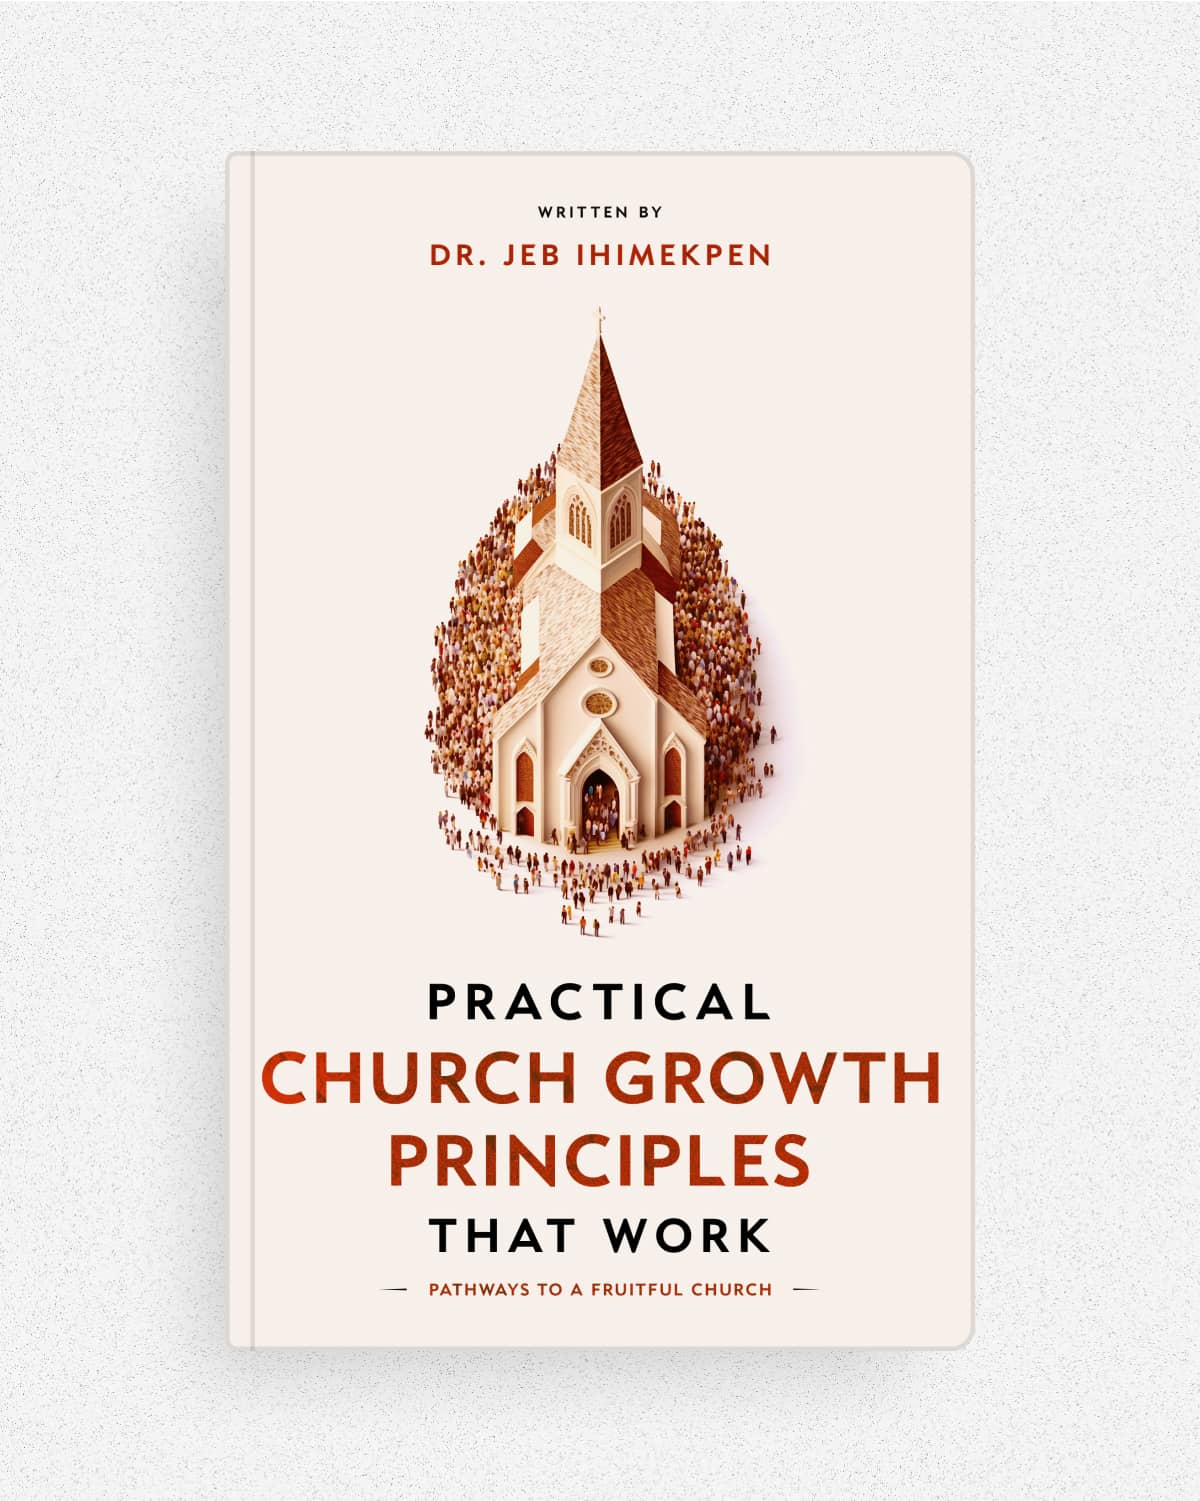 WRITTEN BY
DR. JEB IHIMEKPEN
PRACTICAL
CHURCH GROWTH
PRINCIPLES
THAT WORK
PATHWAYS TO A FRUITFUL CHURCH